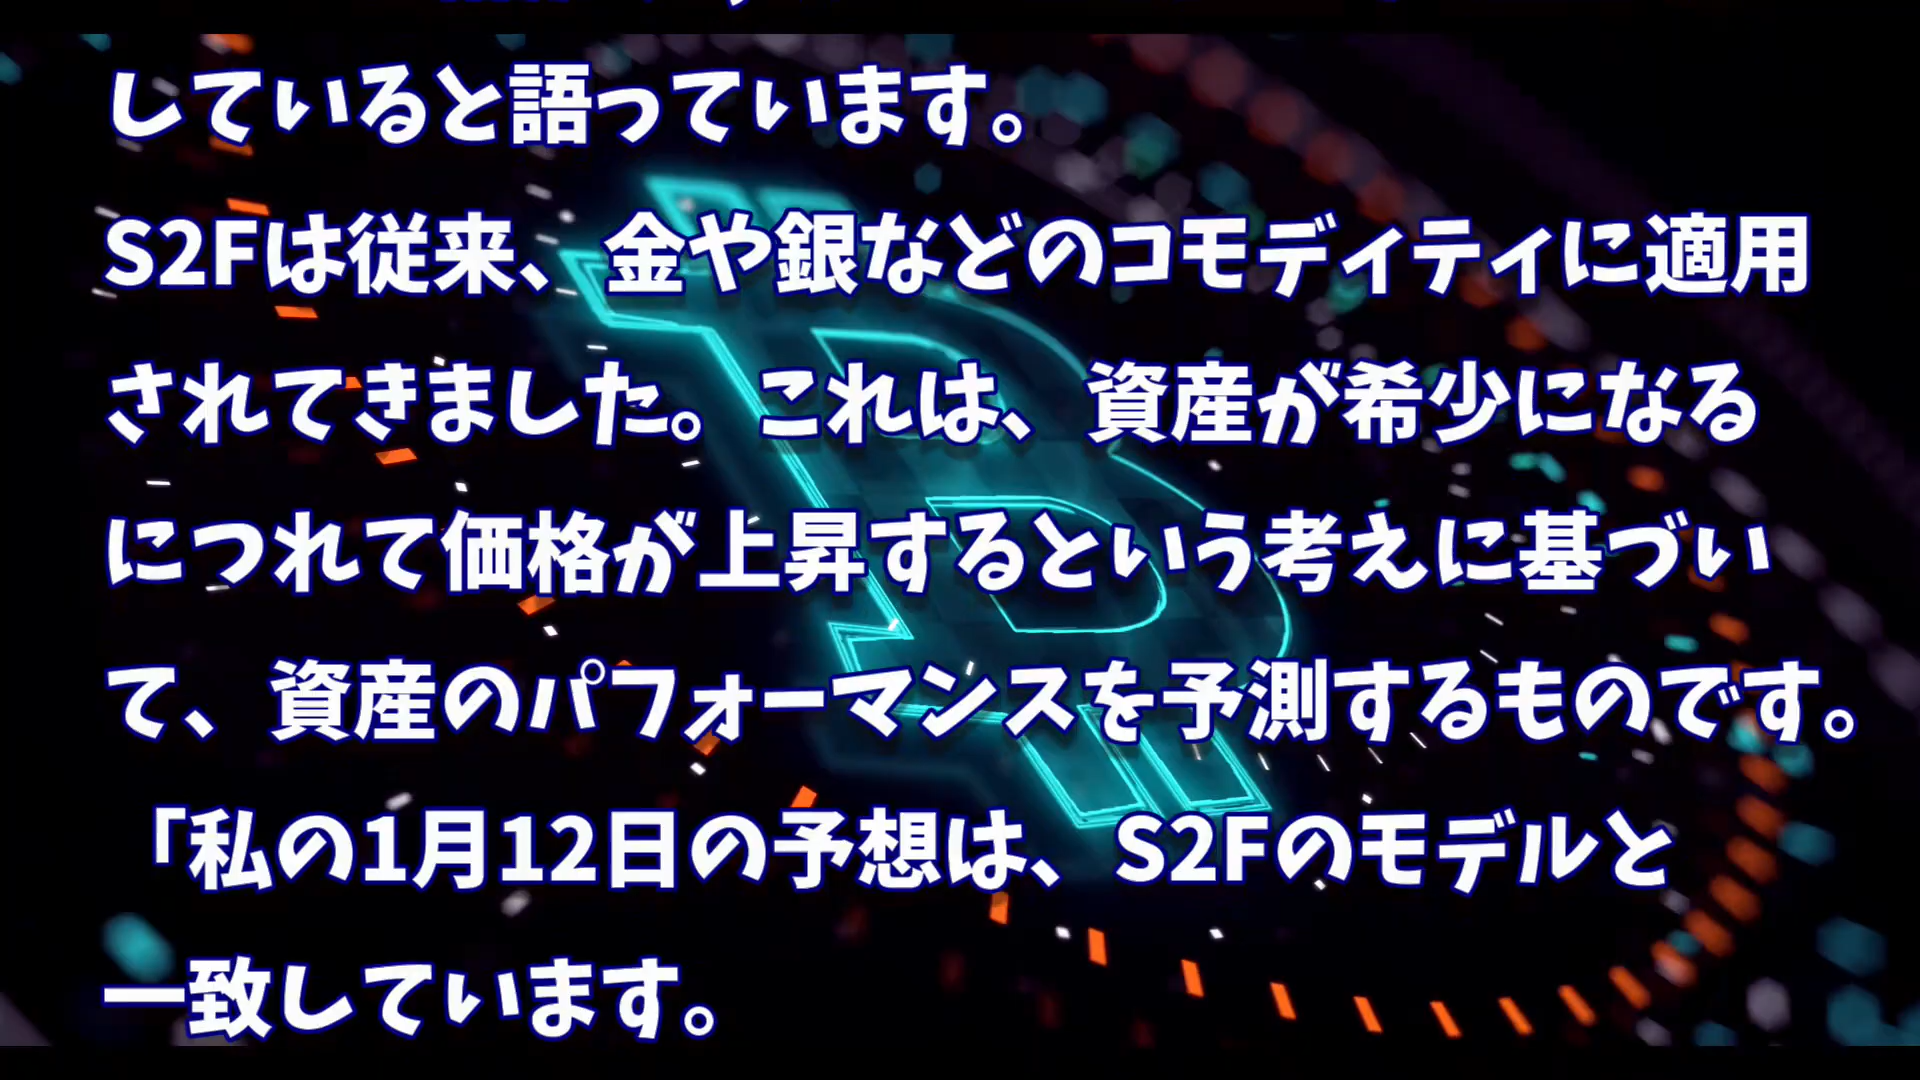 していると語っています。
S2Fは従来、金や銀などのコモディティに適用
されてきました。これは、資産が希少になる
につれて価格が上昇するという考えに基づい
て、資産のパフォーマンスを予測するものです。
「私の1月12日の予想は、S2Fのモデルと
一致しています。